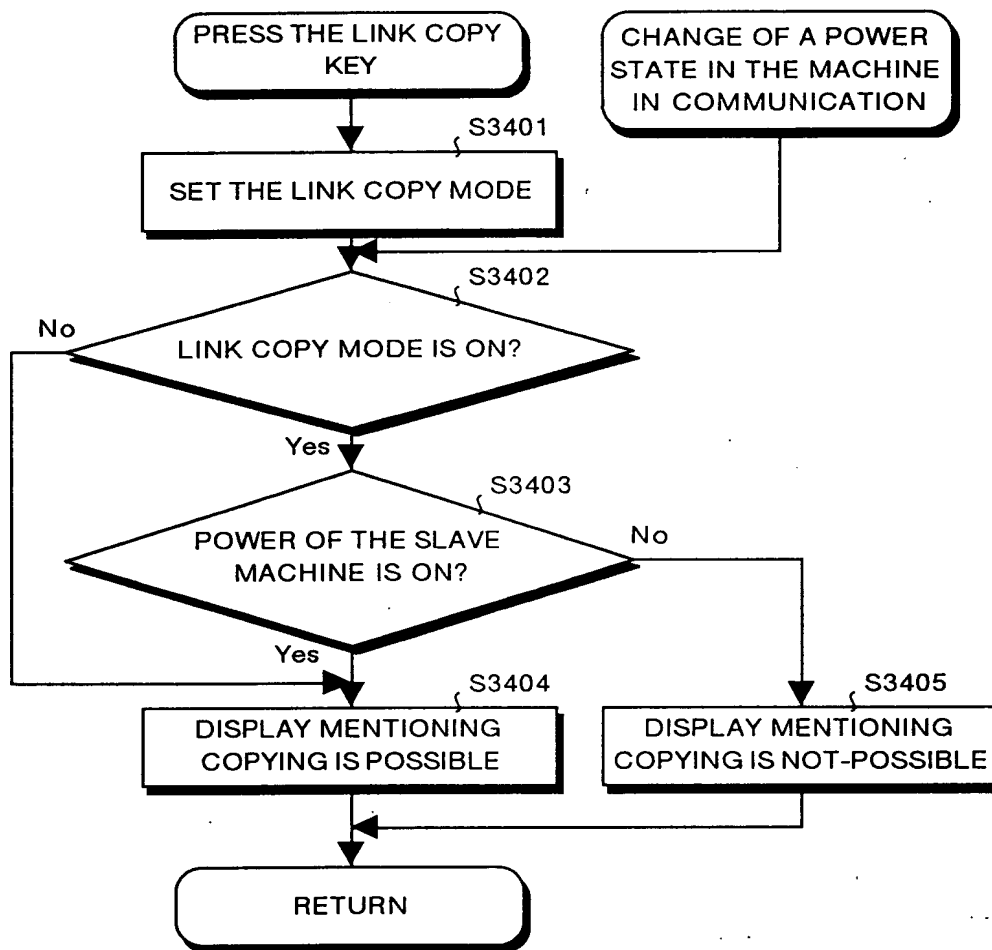 PRESS THE LINK COPY
KEY
CHANGE OF A POWER
STATE IN THE MACHINE
IN COMMUNICATION
S3401
SET THE LINK COPY MODE
S3402
No
LINK COPY MODE IS ON?
Yes
S3403
POWER OF THE SLAVE
MACHINE IS ON?
No
Yes
S3404
DISPLAY MENTIONING
COPYING IS POSSIBLE
S3405
DISPLAY MENTIONING
COPYING IS NOT-POSSIBLE
RETURN